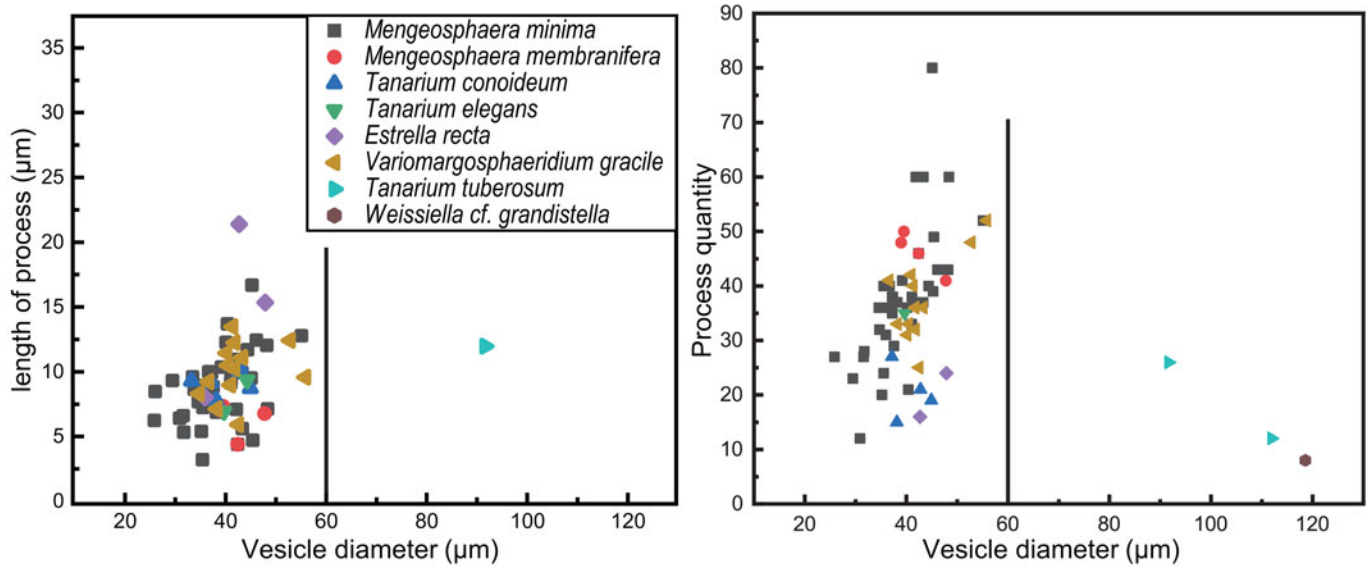 length of process (µm)
35
30
25
20
15
10
5
0
20 40 60 80 100 120
Vesicle diameter (µm)
Mengeosphaera minima
Mengeosphaera membranifera
Tanarium conoideum
Tanarium elegans
Estrella recta
Variomargosphaeridium gracile
Tanarium tuberosum
Weissiella cf. grandistella
Process quantity
90
80
70
60
50
40
30
20
10
0
20 40 60 80 100 120
Vesicle diameter (µm)